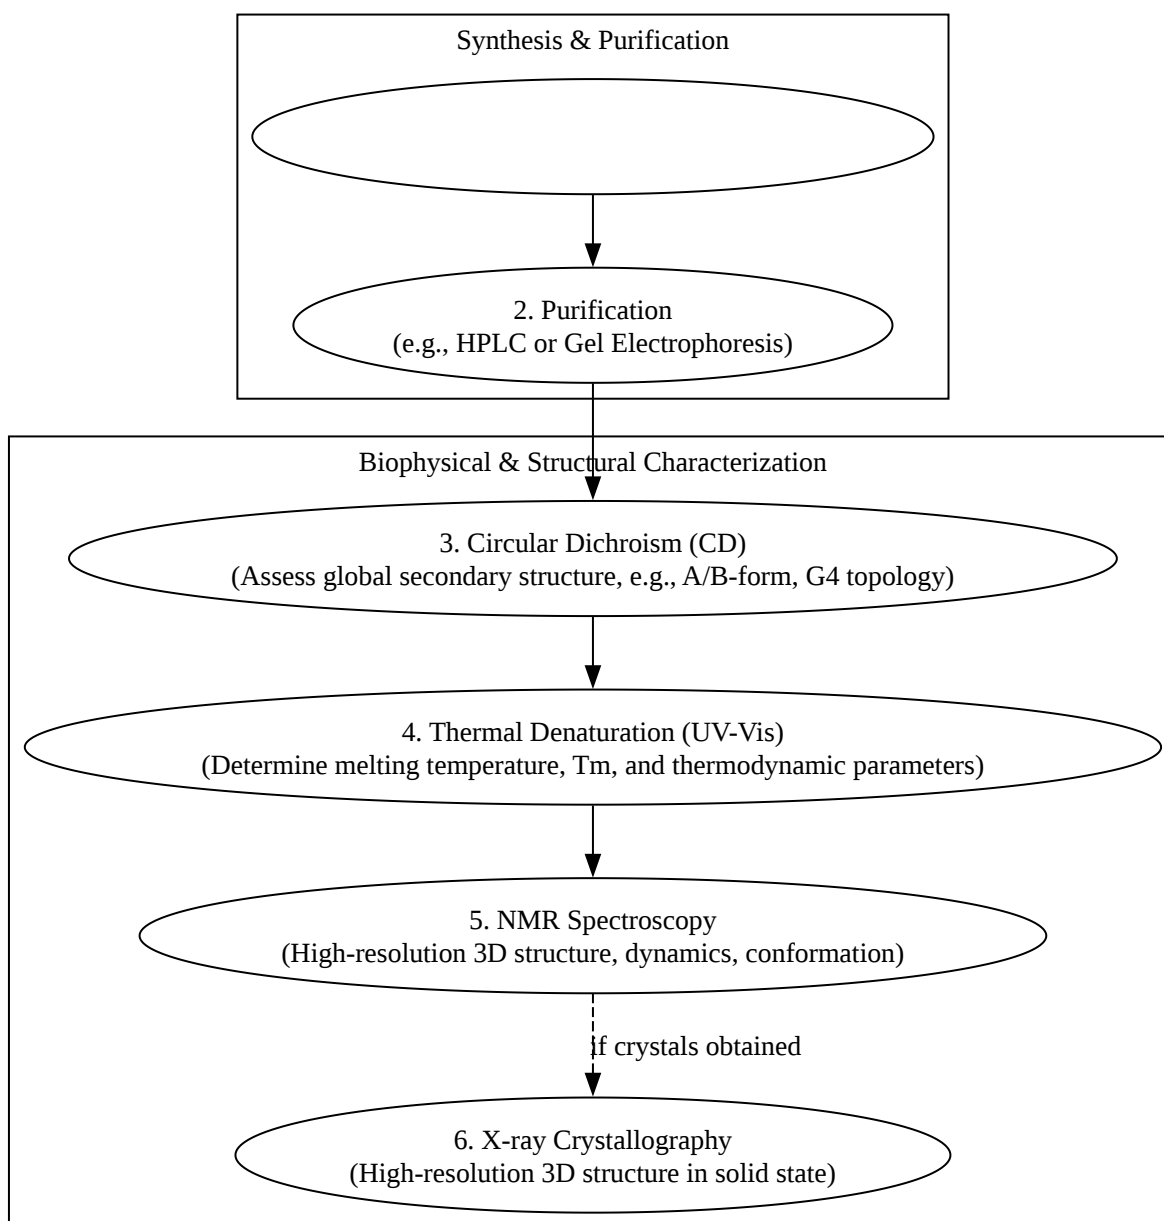 Synthesis & Purification
2. Purification
(e.g., HPLC or Gel Electrophoresis)
Biophysical & Structural Characterization
3. Circular Dichroism (CD)
(Assess global secondary structure, e.g., A/B-form, G4 topology)
4. Thermal Denaturation (UV-Vis)
(Determine melting temperature, Tm, and thermodynamic parameters)
5. NMR Spectroscopy
(High-resolution 3D structure, dynamics, conformation)
if crystals obtained
6. X-ray Crystallography
(High-resolution 3D structure in solid state)